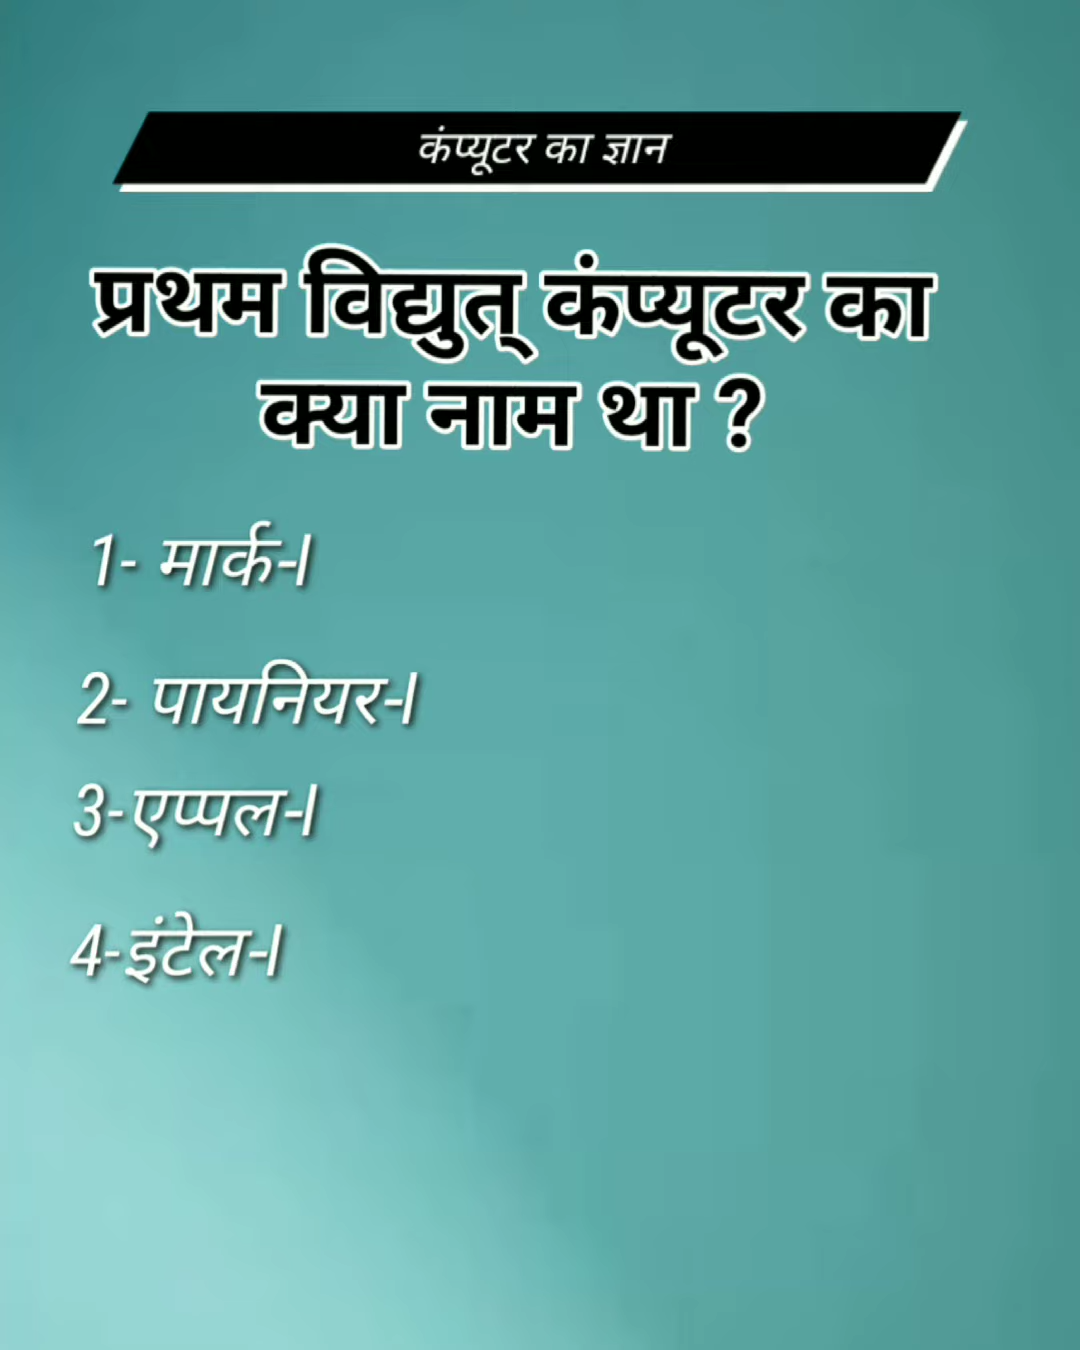 कंप्यूटर का ज्ञान
प्रथम विद्युत् कंप्यूटर का
क्या नाम था ?
1- मार्क-I
2- पायनियर-I
3-एप्पल-I
4-इंटेल-I